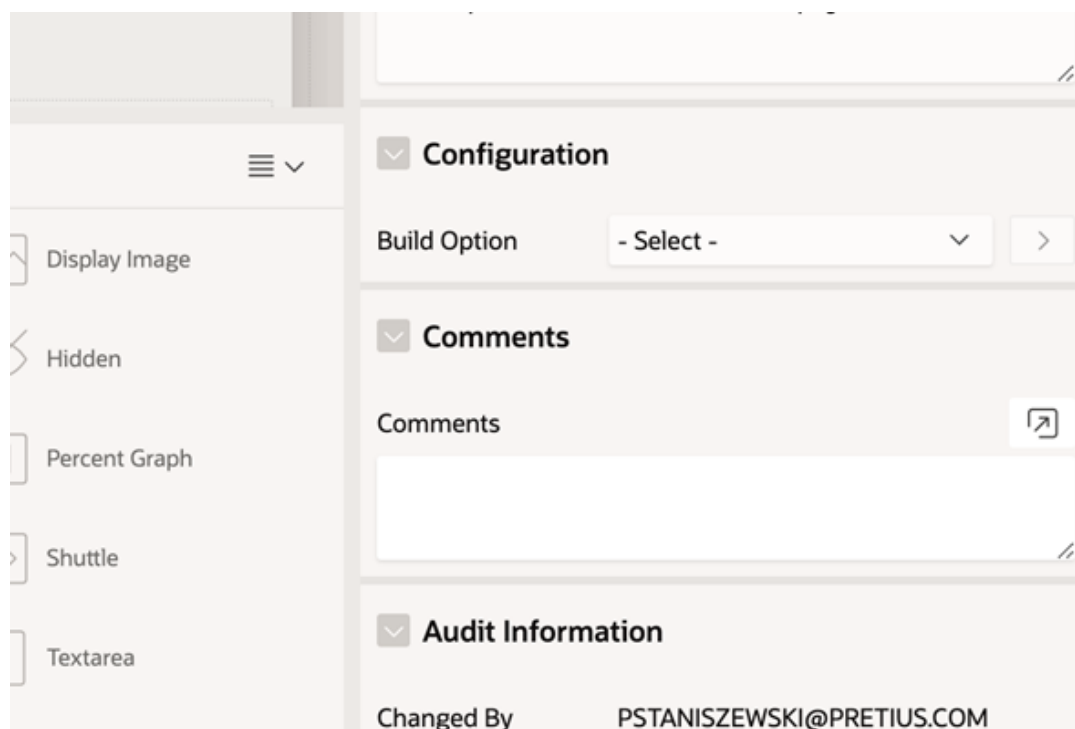 Configuration
Build Option - Select -
Display Image
Comments
Hidden
Comments
Percent Graph
Shuttle
Audit Information
Textarea
Changed By PSTANISZEWSKI@PRETIUS.COM